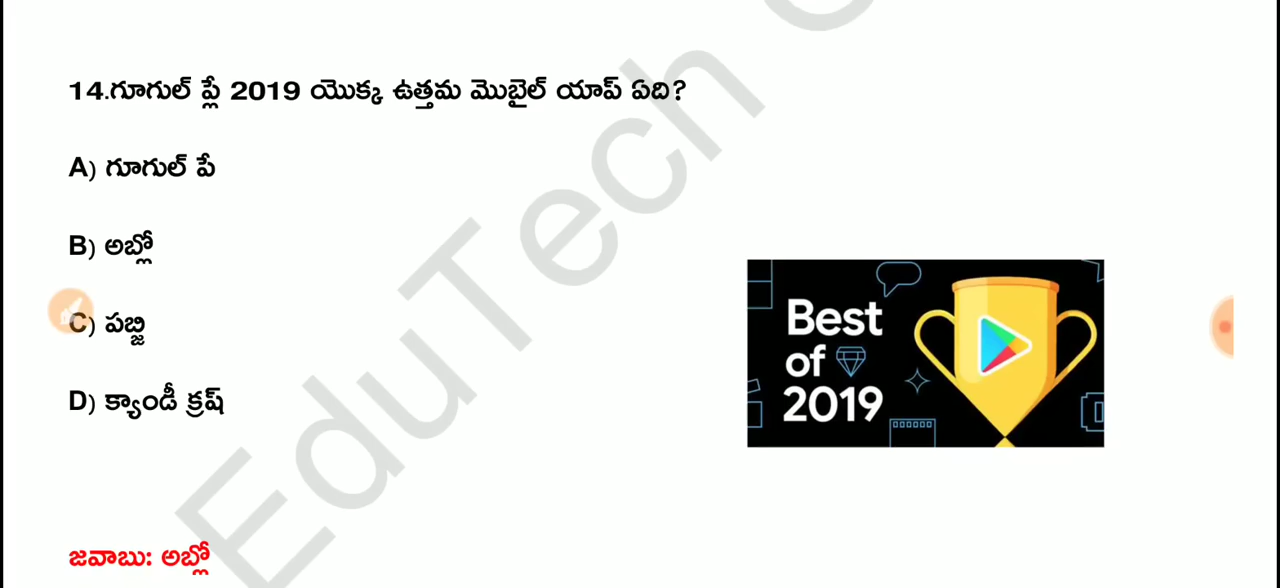 14.గూగుల్ ప్లే 2019 యొక్క ఉత్తమ మొబైల్ యాప్ ఏది?
A) గూగుల్ పే
B) అబ్లో
C) పబ్జి
D) క్యాండీ క్రష్
Best
of
2019
జవాబు: అబ్లో
EduTech